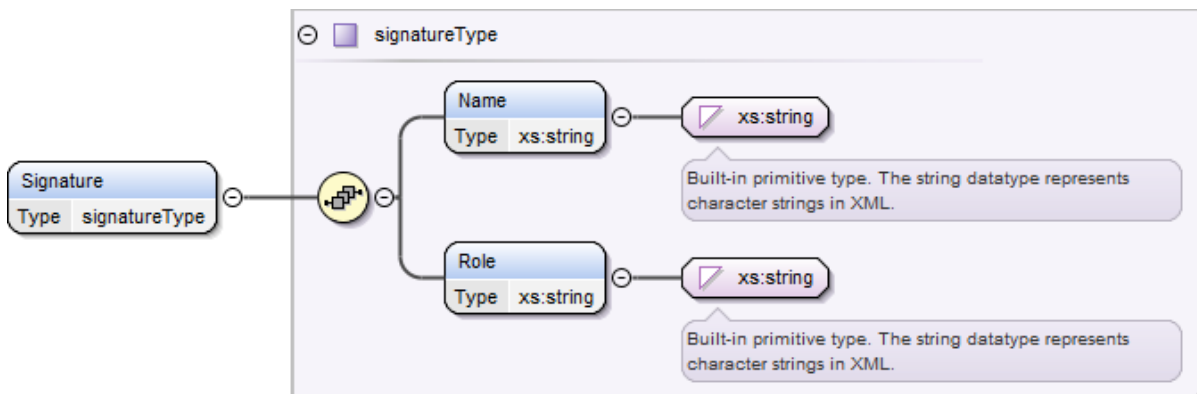 signatureType
Name
Type xs:string
xs:string
Built-in primitive type. The string datatype represents
character strings in XML.
Signature
Type signatureType
Role
Type xs:string
xs:string
Built-in primitive type. The string datatype represents
character strings in XML.